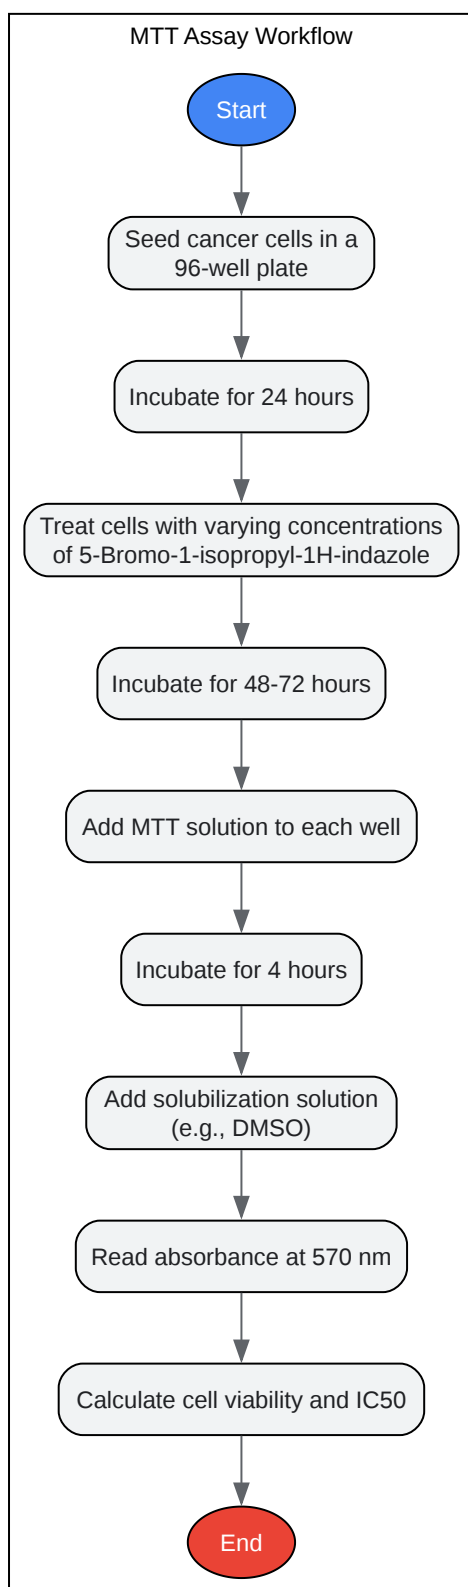 MTT Assay Workflow
Start
Seed cancer cells in a
96-well plate
Incubate for 24 hours
Treat cells with varying concentrations
of 5-Bromo-1-isopropyl-1H-indazole
Incubate for 48-72 hours
Add MTT solution to each well
Incubate for 4 hours
Add solubilization solution
(e.g., DMSO)
Read absorbance at 570 nm
Calculate cell viability and IC50
End